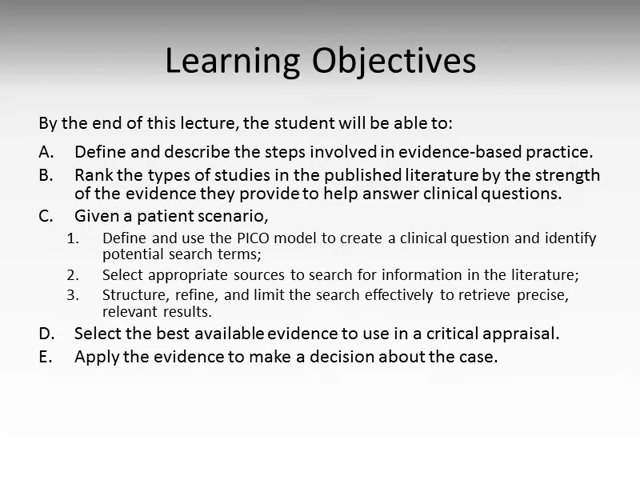 Learning Objectives
By the end of this lecture, the student will be able to:
A. Define and describe the steps involved in evidence-based practice.
B. Rank the types of studies in the published literature by the strength
of the evidence they provide to help answer clinical questions.
C. Given a patient scenario,
1. Define and use the PICO model to create a clinical question and identify
potential search terms;
2. Select appropriate sources to search for information in the literature;
3. Structure, refine, and limit the search effectively to retrieve precise,
relevant results.
D. Select the best available evidence to use in a critical appraisal.
E. Apply the evidence to make a decision about the case.